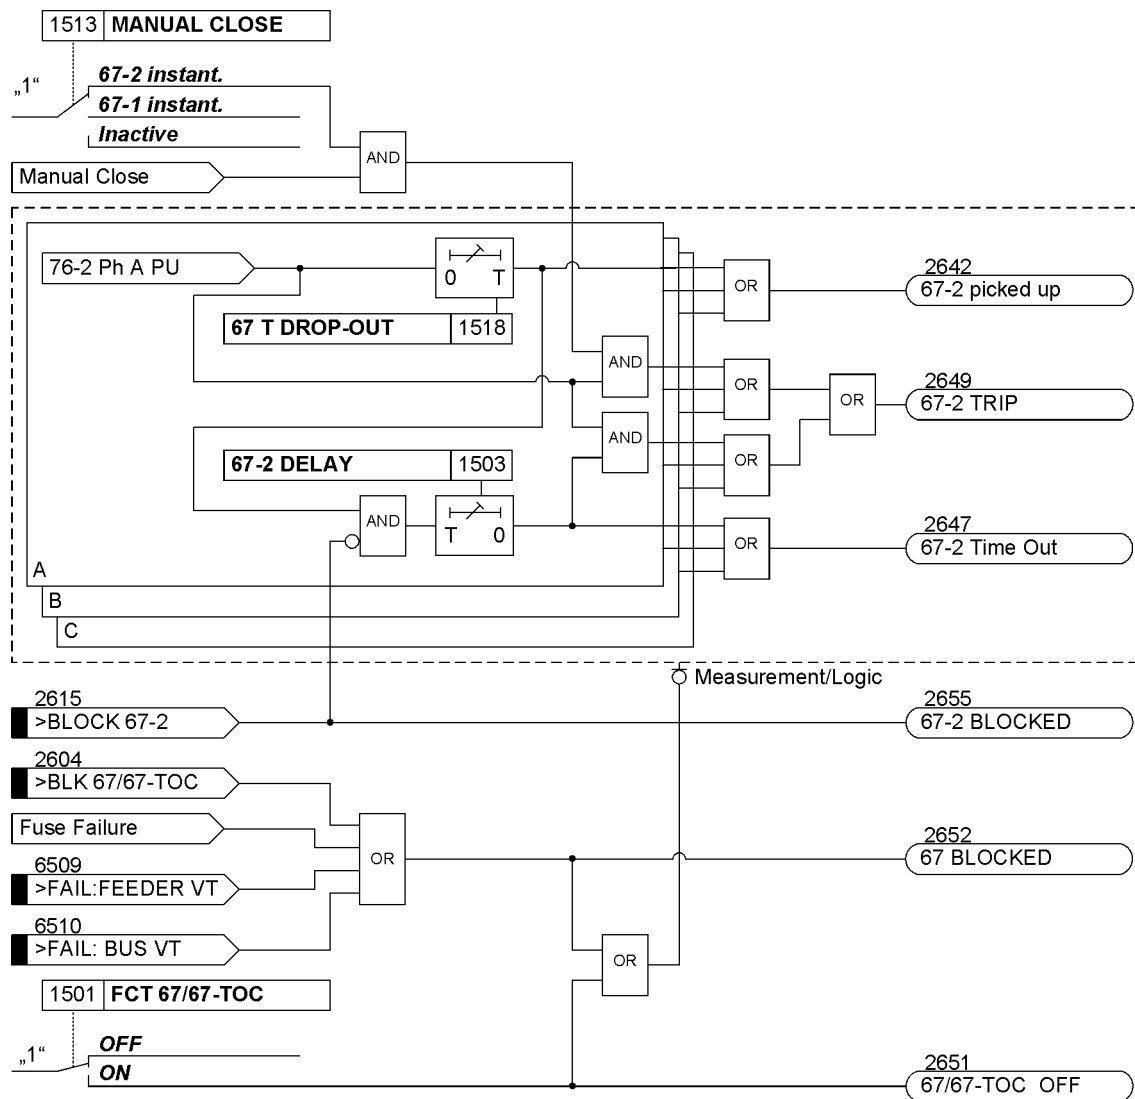 1513 MANUAL CLOSE
„1“
67-2 instant.
67-1 instant.
Inactive
Manual Close
AND
76-2 Ph A PU
0 T
67 T DROP-OUT 1518
OR
2642
67-2 picked up
AND
OR
OR
2649
67-2 TRIP
AND
OR
67-2 DELAY 1503
AND
T 0
OR
2647
67-2 Time Out
A
B
C
Measurement/Logic
2615
>BLOCK 67-2
2655
67-2 BLOCKED
2604
>BLK 67/67-TOC
Fuse Failure
OR
2652
67 BLOCKED
6509
>FAIL:FEEDER VT
6510
>FAIL: BUS VT
OR
1501 FCT 67/67-TOC
„1“
OFF
ON
2651
67/67-TOC OFF